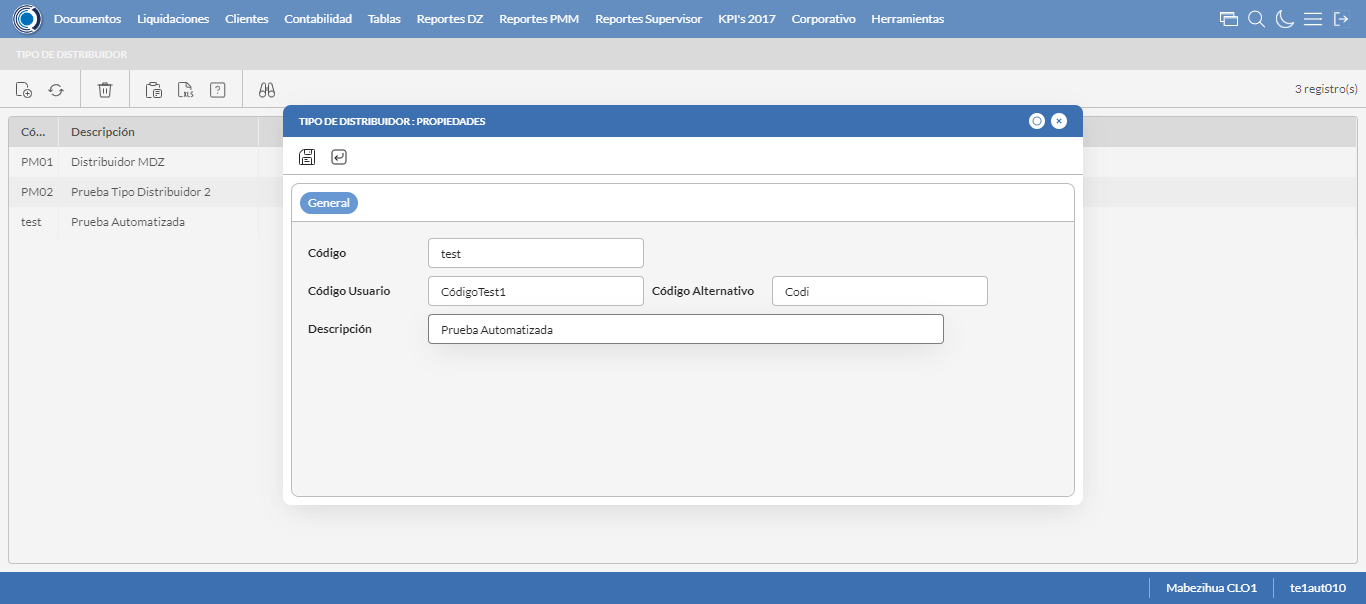 Documentos Liquidaciones Clientes Contabilidad Tablas Reportes DZ Reportes PMM Reportes Supervisor KPI's 2017 Corporativo Herramientas
TIPO DE DISTRIBUIDOR
XLS ? 3 registro(s)
Có... Descripción
PM01 Distribuidor MDZ
PM02 Prueba Tipo Distribuidor 2
test Prueba Automatizada
TIPO DE DISTRIBUIDOR : PROPIEDADES
General
Código test
Código Usuario CódigoTest1 Código Alternativo Codi
Descripción Prueba Automatizada
Mabezihua CLO1 te1aut010